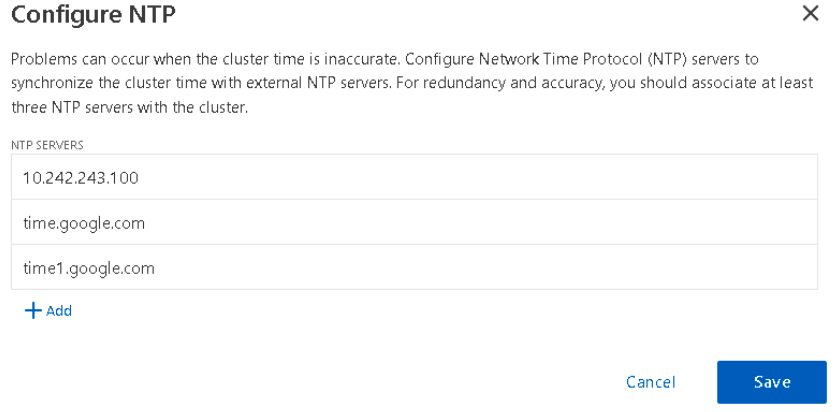 Configure NTP
Problems can occur when the cluster time is inaccurate. Configure Network Time Protocol (NTP) servers to
synchronize the cluster time with external NTP servers. For redundancy and accuracy, you should associate at least
three NTP servers with the cluster.
NTP SERVERS
10.242.243.100
time.google.com
time1.google.com
+ Add
Cancel
Save